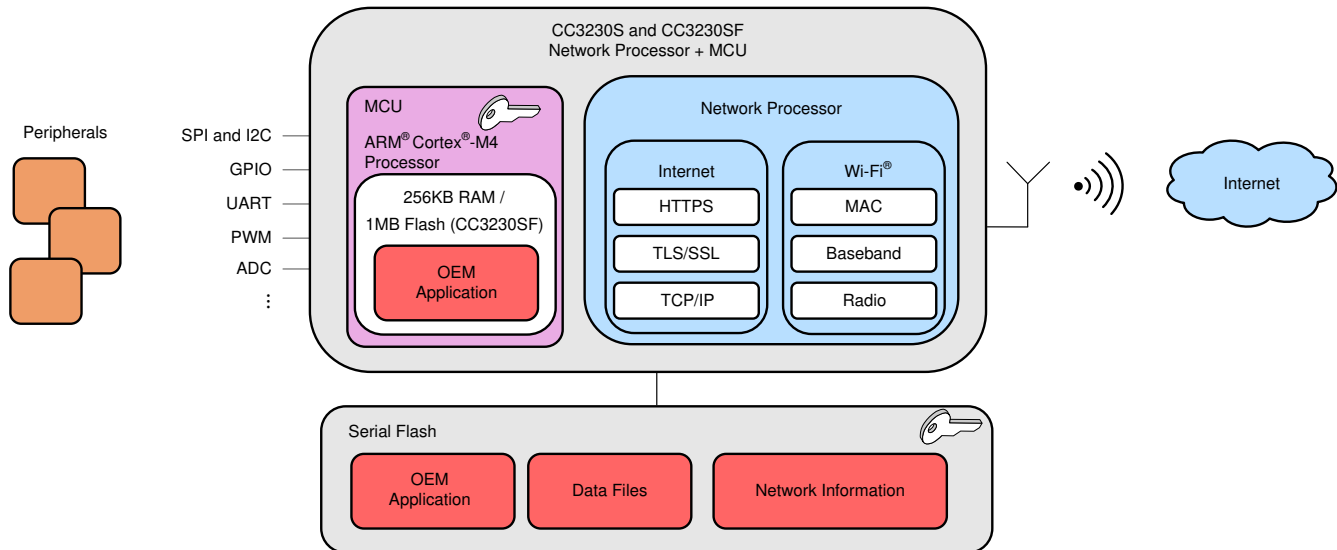 CC3230S and CC3230SF
Network Processor + MCU
Peripherals
SPI and I2C
GPIO
UART
PWM
ADC
⋮
MCU
ARM® Cortex®-M4
Processor
256KB RAM /
1MB Flash (CC3230SF)
OEM
Application
Network Processor
Internet
HTTPS
TLS/SSL
TCP/IP
Wi-Fi®
MAC
Baseband
Radio
Internet
Serial Flash
OEM
Application
Data Files
Network Information